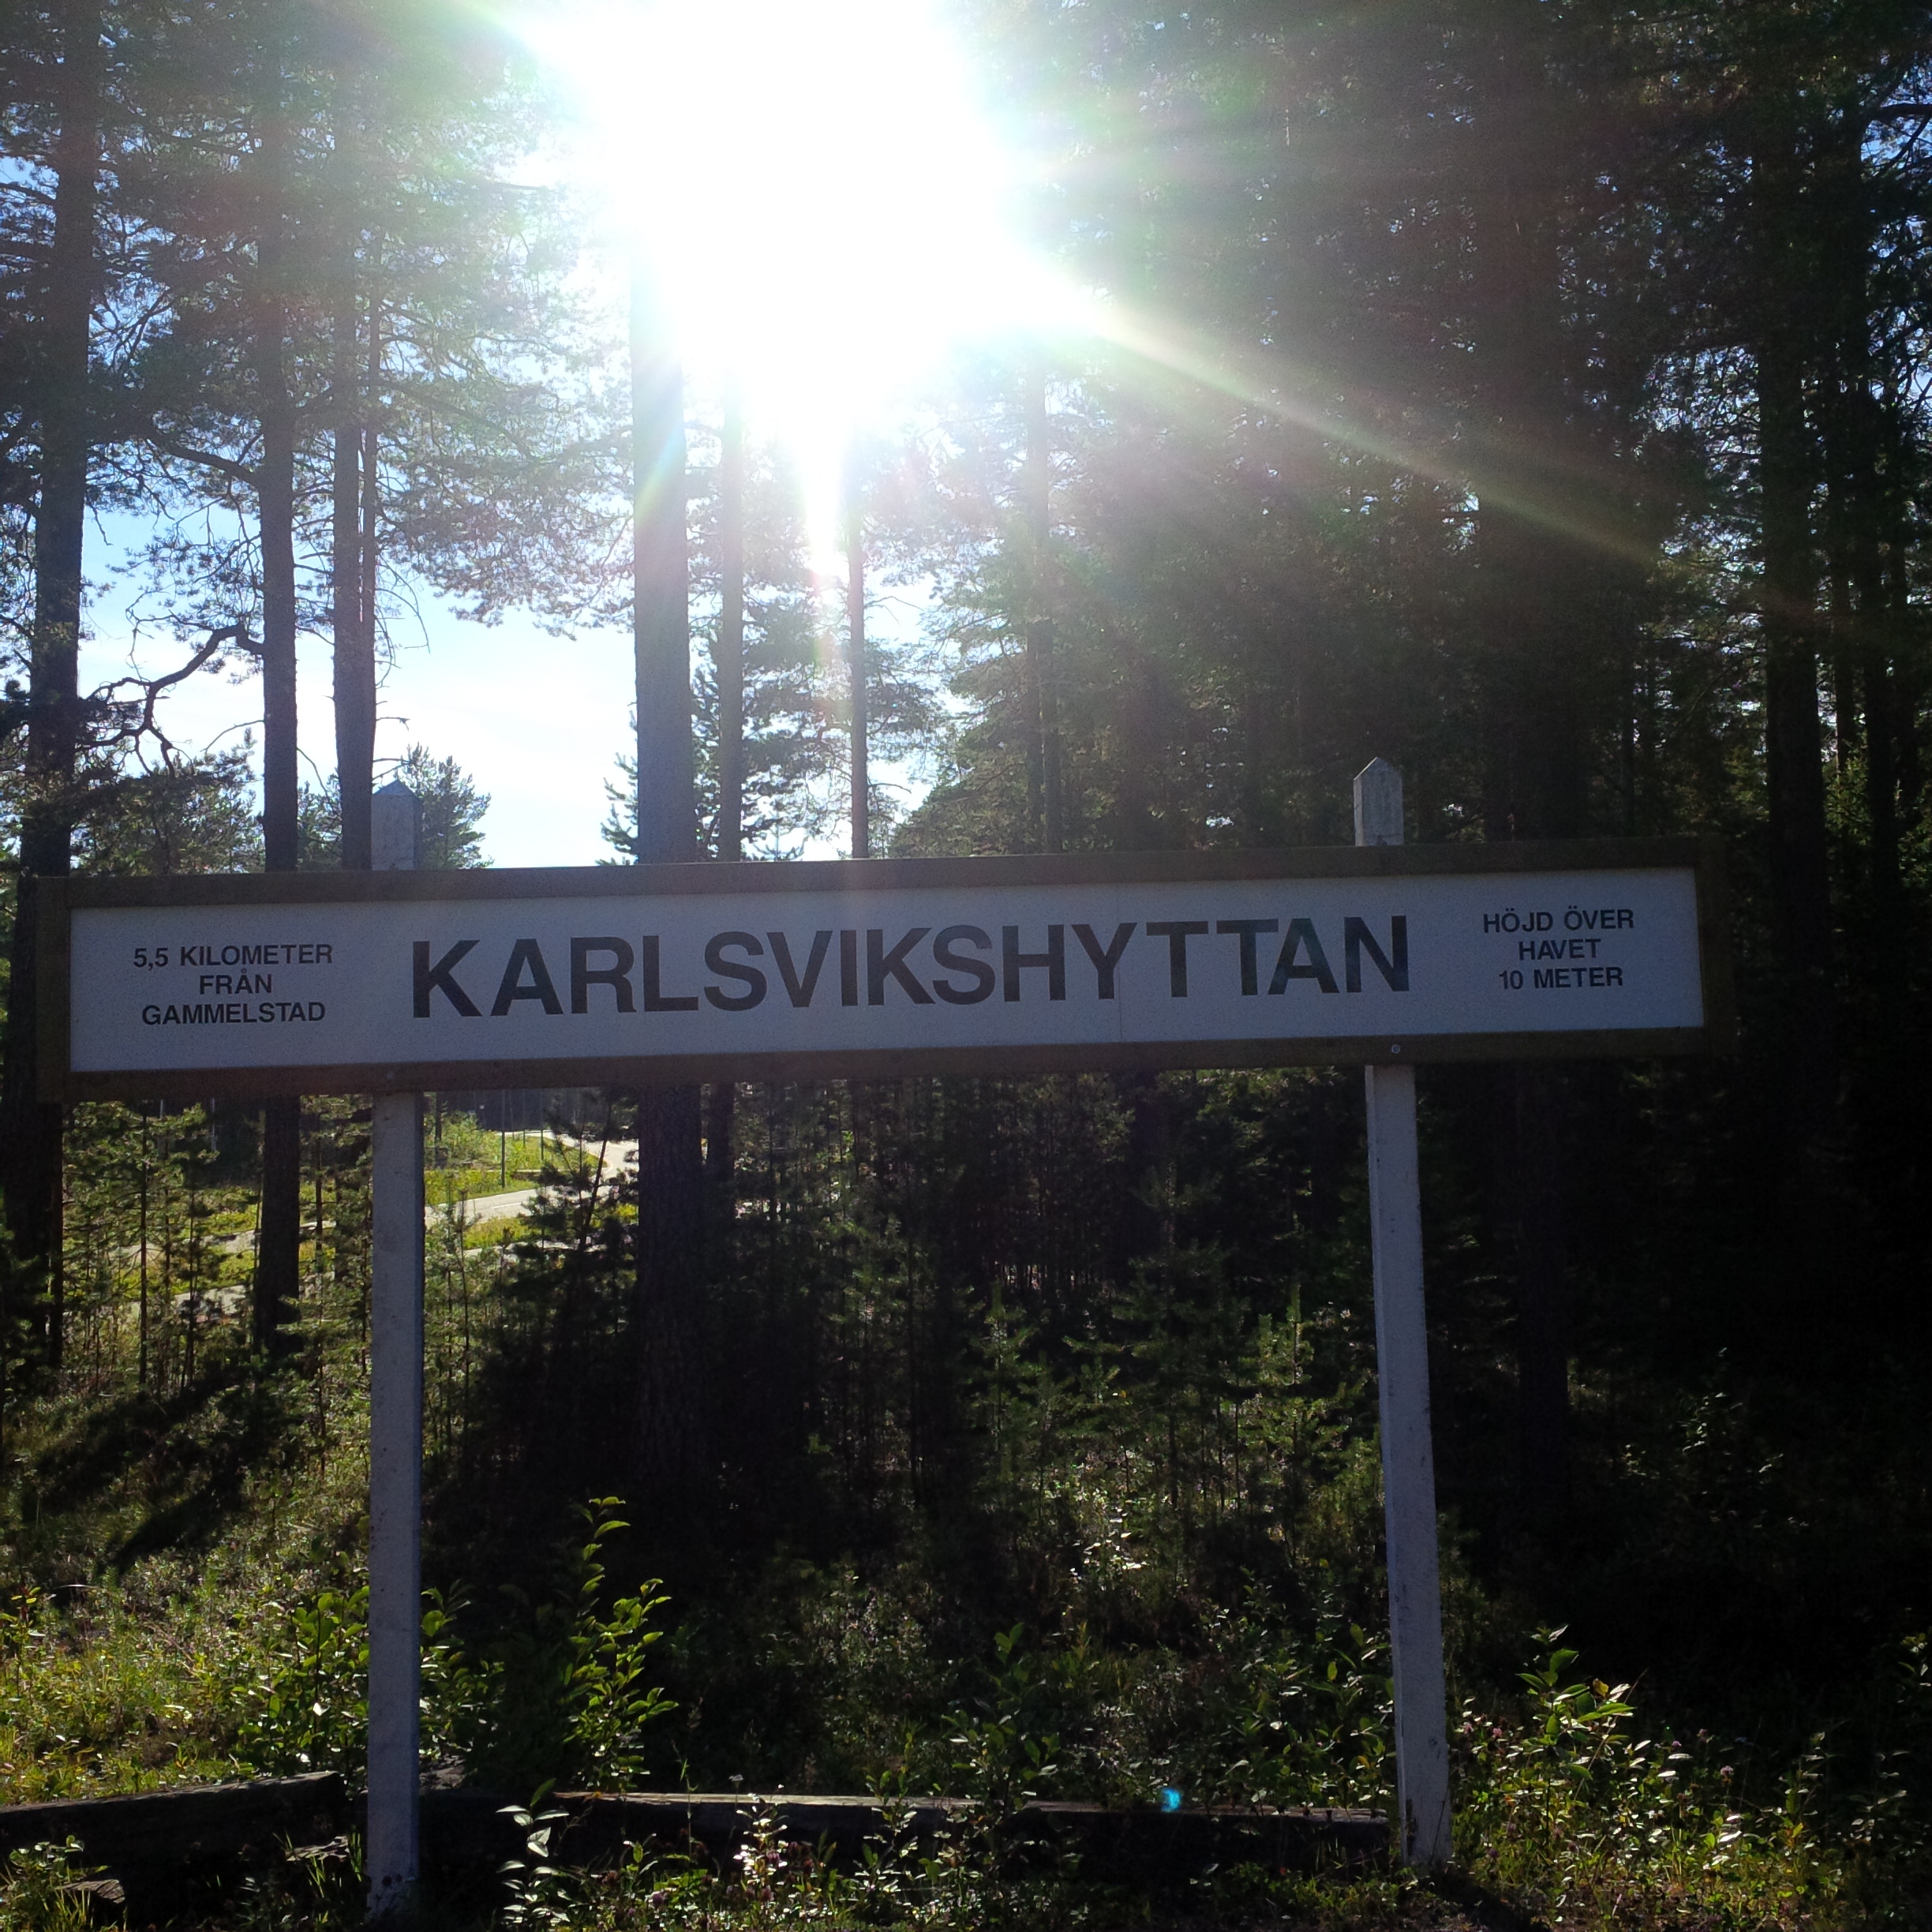 5,5 KILOMETER
FRÅN
GAMMELSTAD
KARLSVIKSHYTTAN
HÖJD ÖVER
HAVET
10 METER